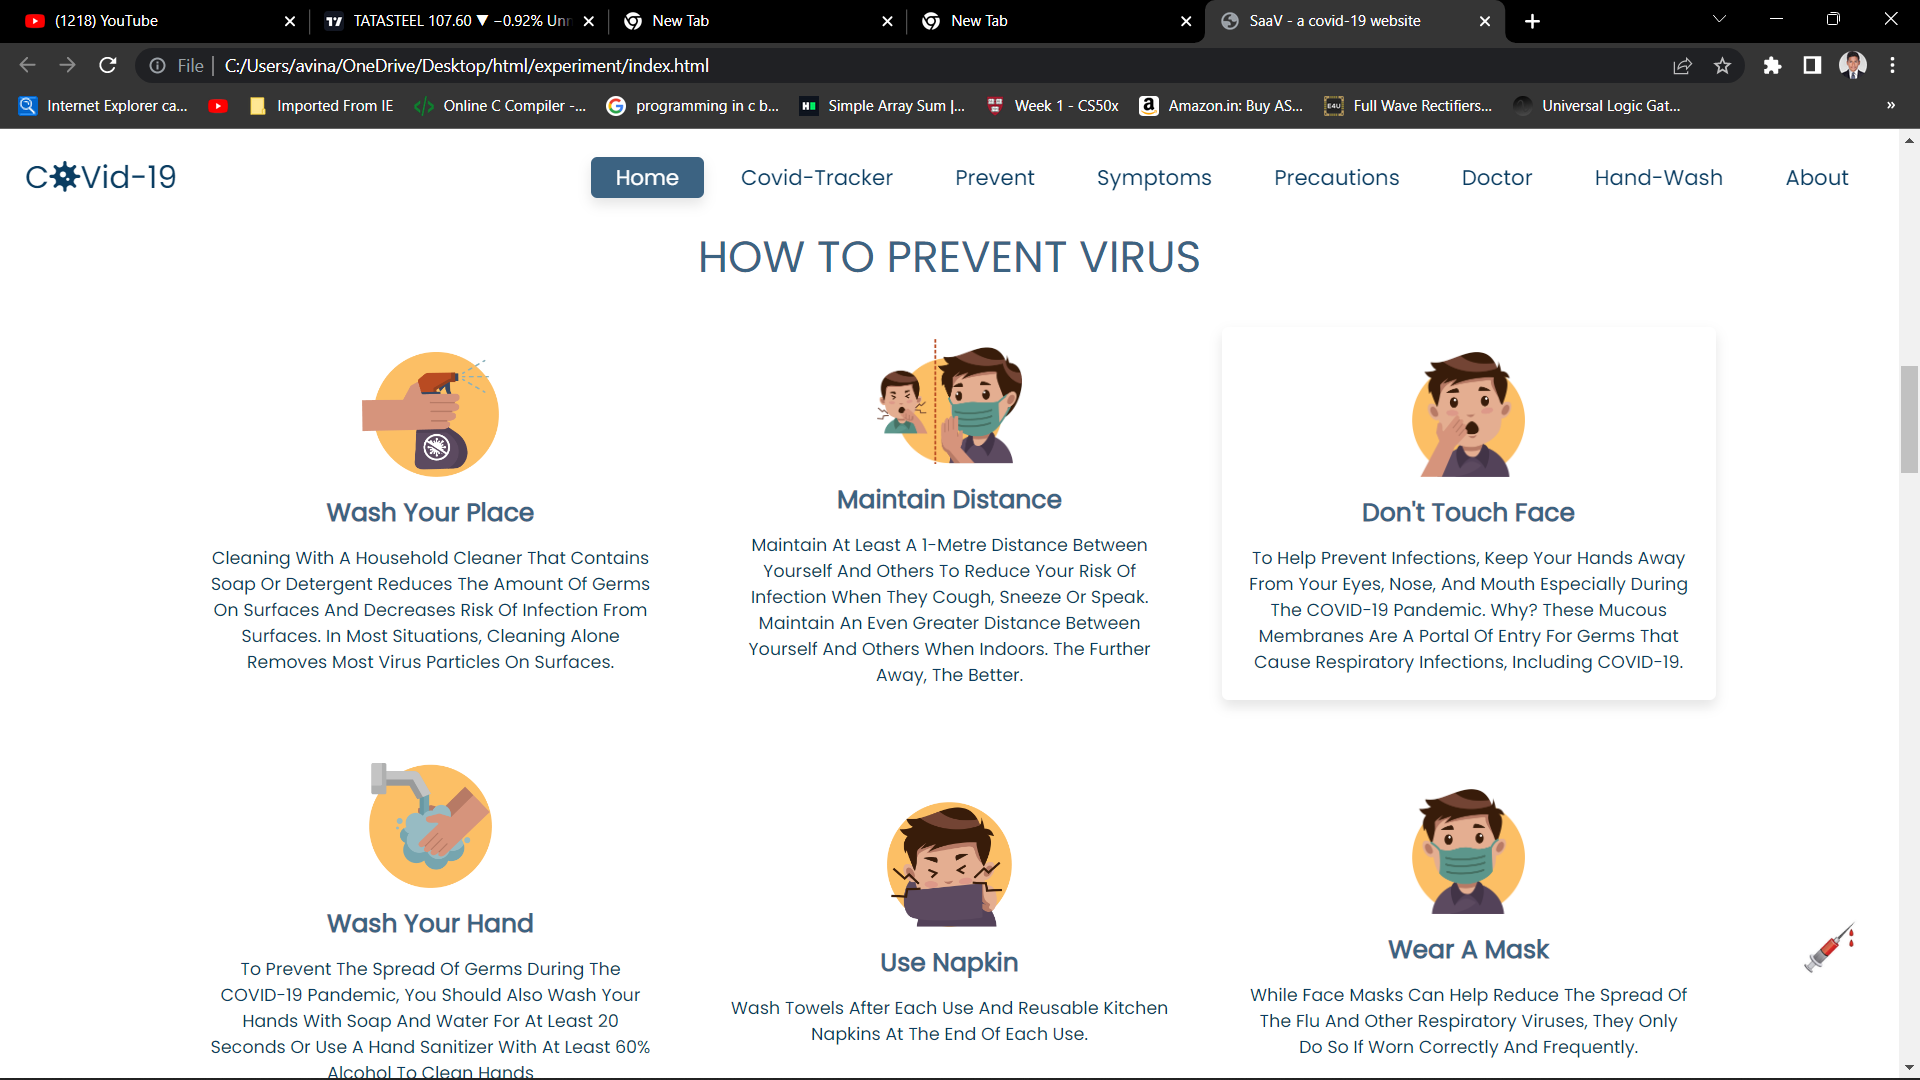 (1218) YouTube
TATASTEEL 107.60 ▼ −0.92% Unn
New Tab
New Tab
SaaV - a covid-19 website
File
C:/Users/avina/OneDrive/Desktop/html/experiment/index.html
Internet Explorer ca...
Imported From IE
Online C Compiler -...
programming in c b...
Simple Array Sum |...
Week 1 - CS50x
Amazon.in: Buy AS...
Full Wave Rectifiers...
Universal Logic Gat...
»
Covid-19
Home
Covid-Tracker
Prevent
Symptoms
Precautions
Doctor
Hand-Wash
About
HOW TO PREVENT VIRUS
Wash Your Place
Cleaning With A Household Cleaner That Contains
Soap Or Detergent Reduces The Amount Of Germs
On Surfaces And Decreases Risk Of Infection From
Surfaces. In Most Situations, Cleaning Alone
Removes Most Virus Particles On Surfaces.
Maintain Distance
Maintain At Least A 1-Metre Distance Between
Yourself And Others To Reduce Your Risk Of
Infection When They Cough, Sneeze Or Speak.
Maintain An Even Greater Distance Between
Yourself And Others When Indoors. The Further
Away, The Better.
Don't Touch Face
To Help Prevent Infections, Keep Your Hands Away
From Your Eyes, Nose, And Mouth Especially During
The COVID-19 Pandemic. Why? These Mucous
Membranes Are A Portal Of Entry For Germs That
Cause Respiratory Infections, Including COVID-19.
Wash Your Hand
To Prevent The Spread Of Germs During The
COVID-19 Pandemic, You Should Also Wash Your
Hands With Soap And Water For At Least 20
Seconds Or Use A Hand Sanitizer With At Least 60%
Alcohol To Clean Hands
Use Napkin
Wash Towels After Each Use And Reusable Kitchen
Napkins At The End Of Each Use.
Wear A Mask
While Face Masks Can Help Reduce The Spread Of
The Flu And Other Respiratory Viruses, They Only
Do So If Worn Correctly And Frequently.